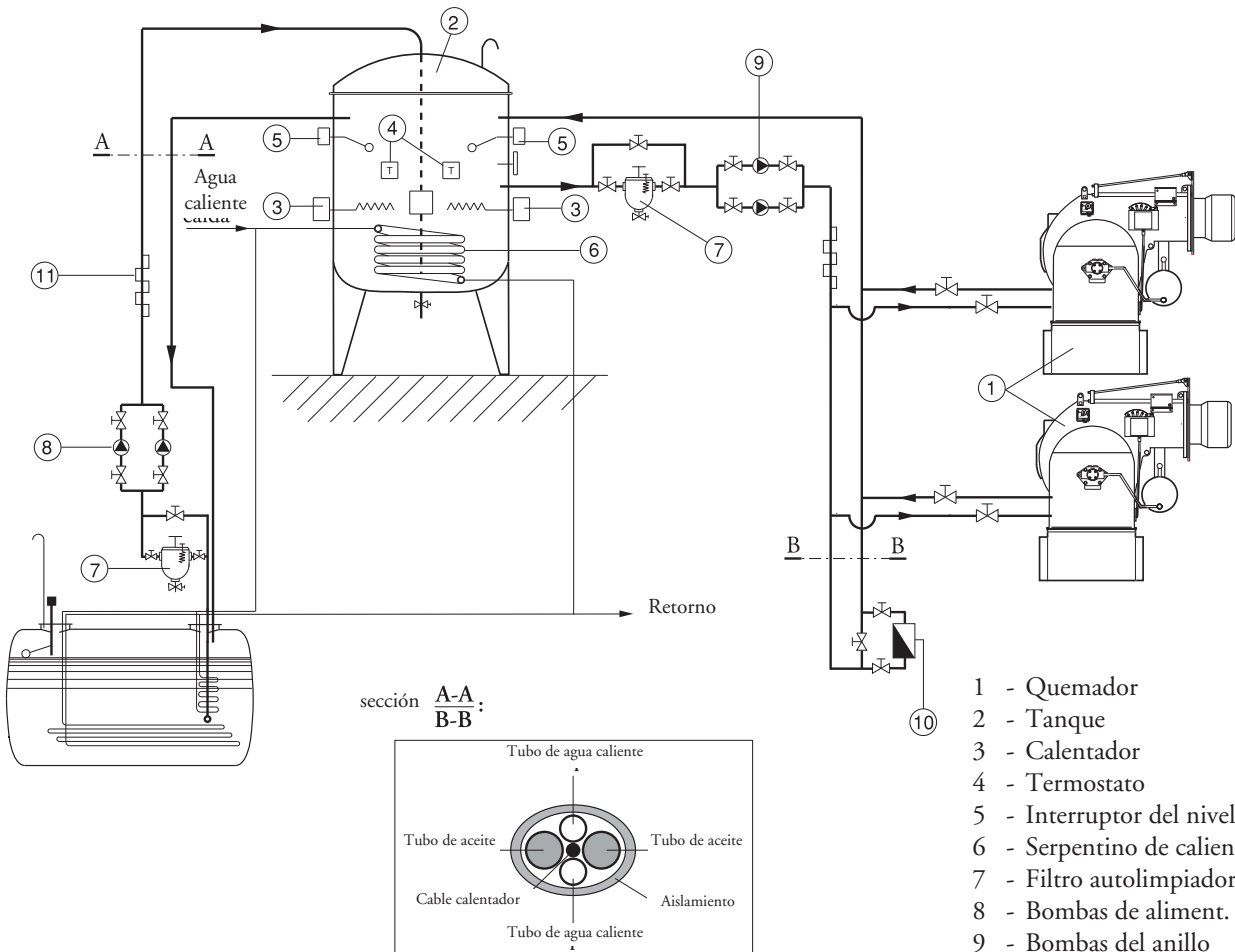 2
9
A A
5
4
5
T
T
Agua
caliente
3
3
7
6
11
1
8
B B
7
Retorno
10
sección A-A
B-B :
Tubo de agua caliente
Tubo de aceite
Tubo de aceite
Cable calentador
Aislamiento
Tubo de agua caliente
1 - Quemador
2 - Tanque
3 - Calentador
4 - Termostato
5 - Interruptor del nivel
6 - Serpentino de calien
7 - Filtro autolimpiador
8 - Bombas de aliment.
9 - Bombas del anillo